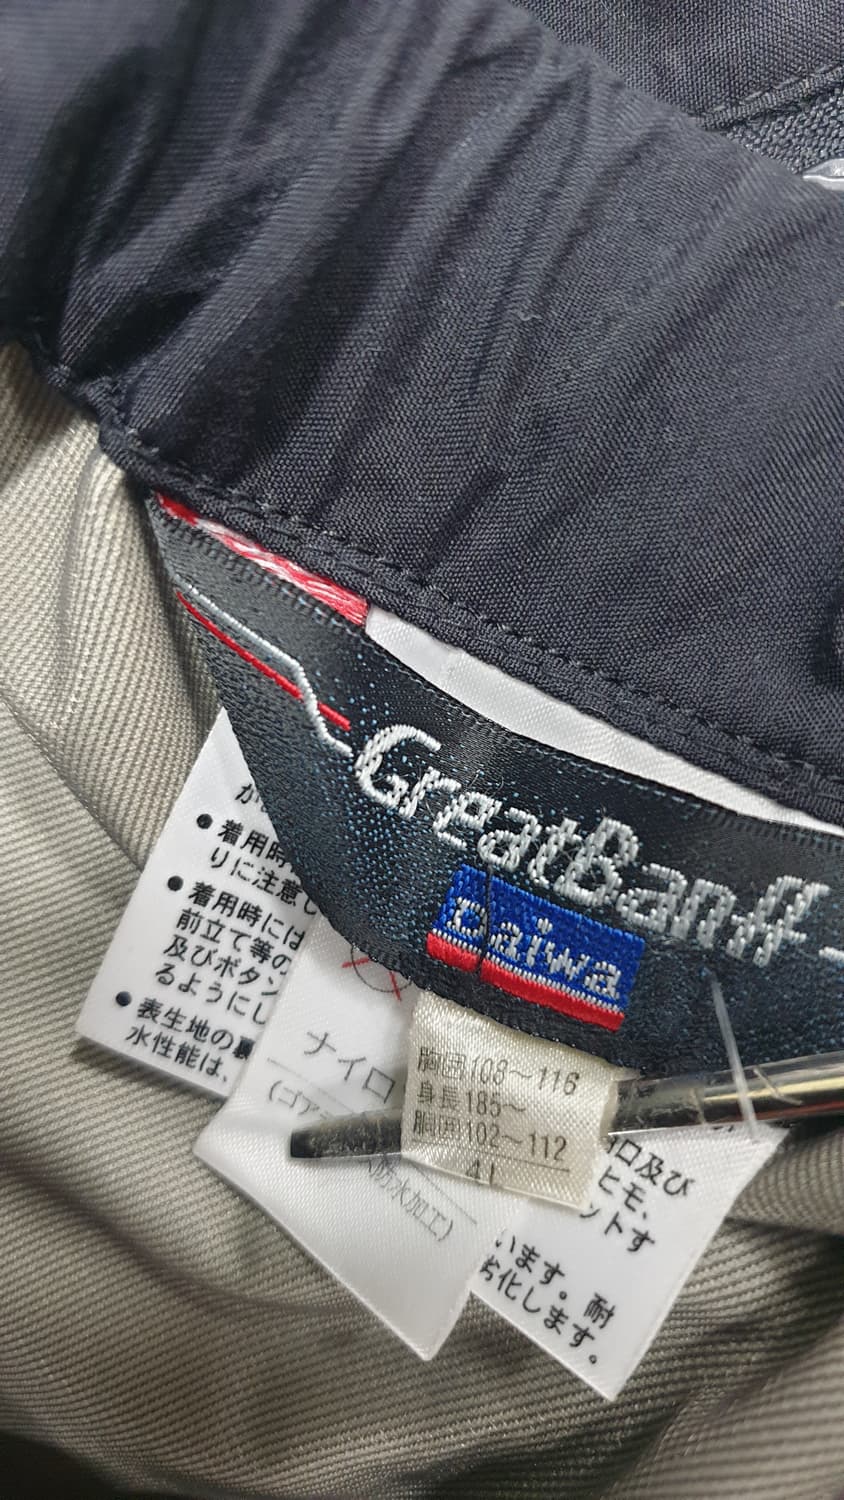 GreatBanff
Daiwa
胸囲108～116
身長185～
胴囲102～112
4L
● 着用時
りに注意し
● 着用時には
前立て等の
及びボタン
るようにし
● 表生地の裏
水性能は、
ナイロ
(ゴア
防水加工)
口及び
ヒモ、
ットす
います。耐
劣化します。